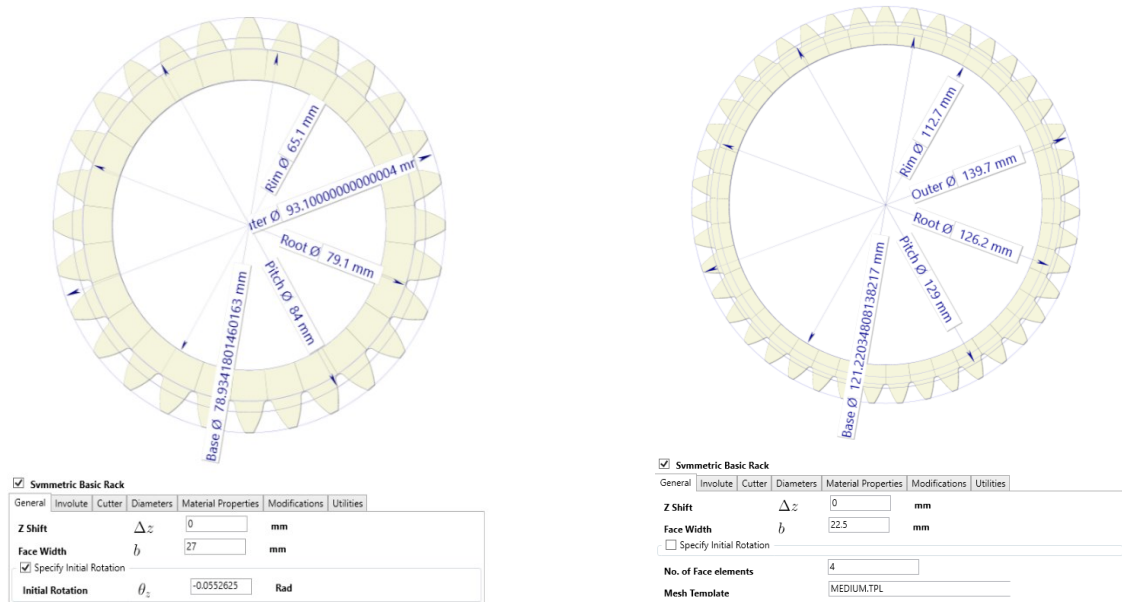 Rim Ø 65.1 mm
ter Ø 93.10000000000004 mr
Root Ø 79.1 mm
Pitch Ø 84 mm
Base Ø 78.9341801460163 mm
Symmetric Basic Rack
General Involute Cutter Diameters Material Properties Modifications Utilities
Z Shift Δz 0 mm
Face Width b 27 mm
Specify Initial Rotation
Initial Rotation θz -0.0552625 Rad
Rim Ø 112.7 mm
Outer Ø 139.7 mm
Root Ø 126.2 mm
Pitch Ø 129 mm
Base Ø 121.22034808138217 mm
Symmetric Basic Rack
General Involute Cutter Diameters Material Properties Modifications Utilities
Z Shift Δz 0 mm
Face Width b 22.5 mm
Specify Initial Rotation
No. of Face elements 4
Mesh Template MEDIUM.TPL